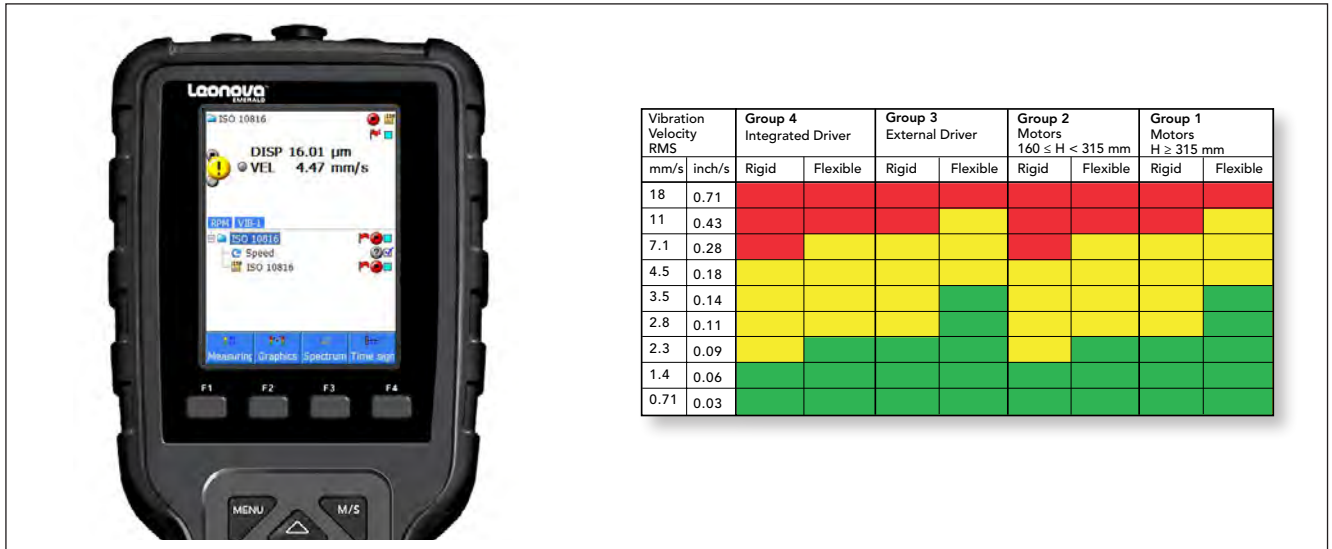 Leonova
EMERALD
ISO 10816
DISP 16.01 µm
VEL 4.47 mm/s
RPM VIB-1
ISO 10816
Speed
ISO 10816
Measuring Graphics Spectrum Time sign
F1 F2 F3 F4
MENU M/S
Vibration Velocity RMS
Group 4 Integrated Driver
Group 3 External Driver
Group 2 Motors 160 ≤ H < 315 mm
Group 1 Motors H ≥ 315 mm
mm/s inch/s Rigid Flexible Rigid Flexible Rigid Flexible Rigid Flexible
18 0.71
11 0.43
7.1 0.28
4.5 0.18
3.5 0.14
2.8 0.11
2.3 0.09
1.4 0.06
0.71 0.03